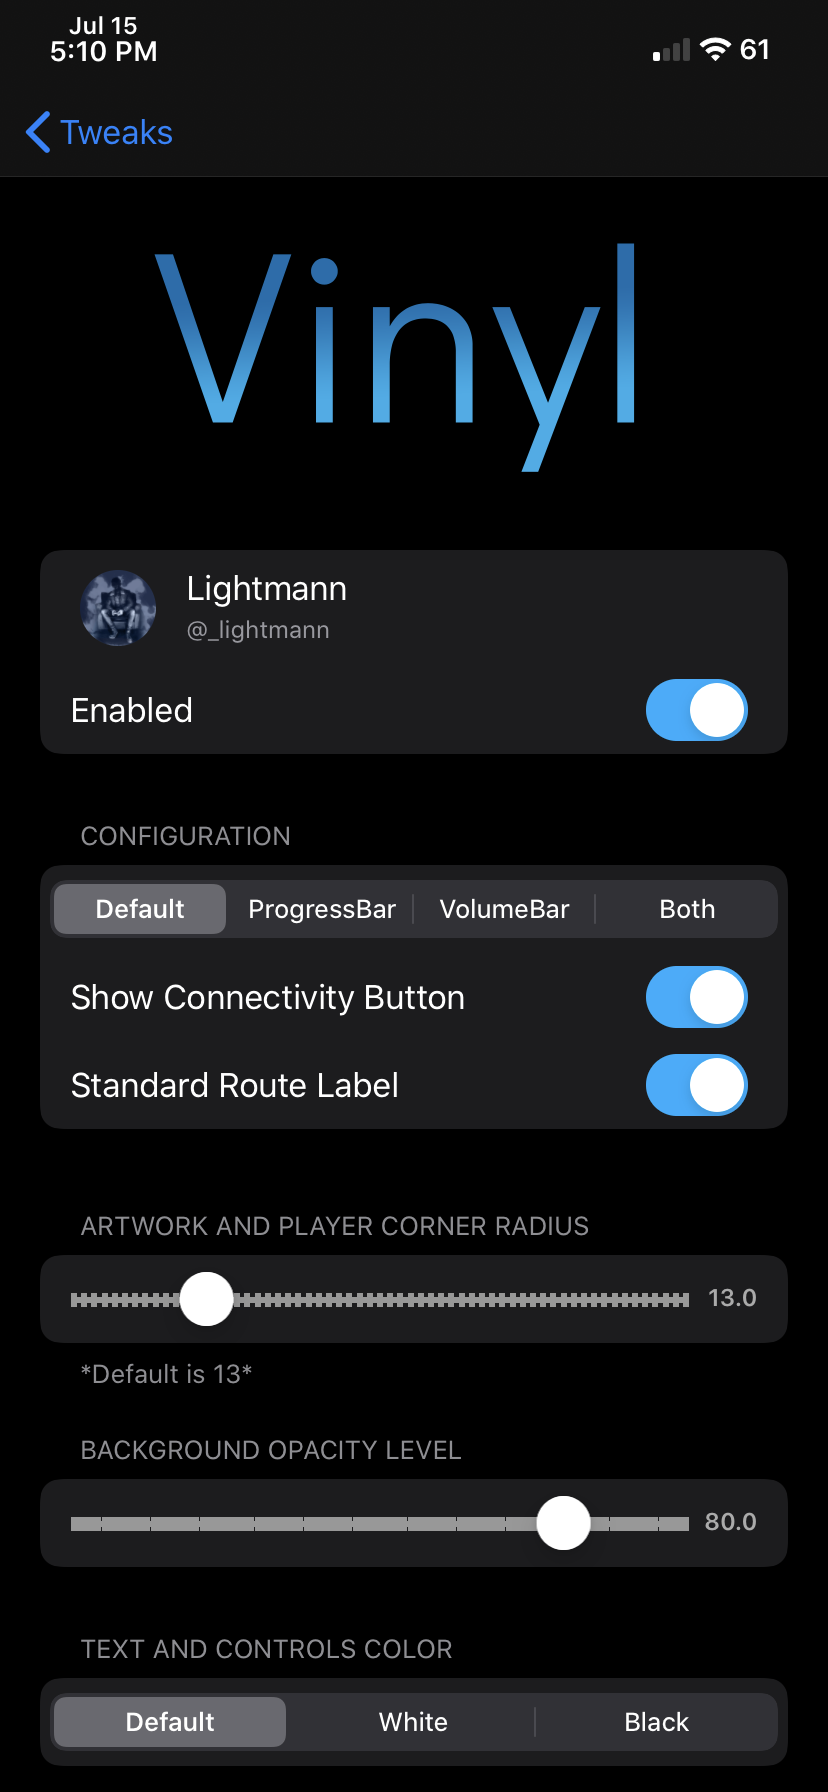 Jul 15
5:10 PM
61
Tweaks
Vinyl
Lightmann
@_lightmann
Enabled
CONFIGURATION
Default ProgressBar VolumeBar Both
Show Connectivity Button
Standard Route Label
ARTWORK AND PLAYER CORNER RADIUS
13.0
*Default is 13*
BACKGROUND OPACITY LEVEL
80.0
TEXT AND CONTROLS COLOR
Default White Black